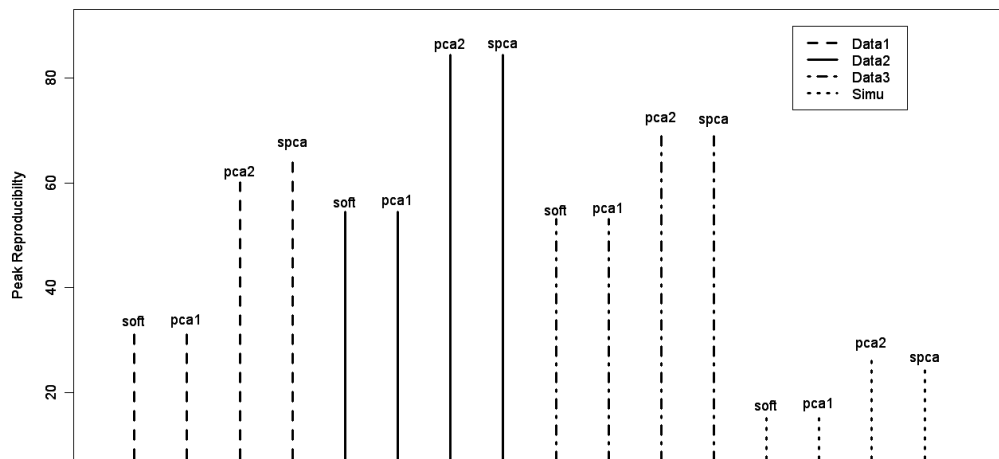 pca2 spca
Data1
Data2
Data3
Simu
80
pca2 spca
spca
pca2
60
soft pca1
soft pca1
Peak Reproducibilty
40
soft pca1
pca2
spca
20
soft pca1